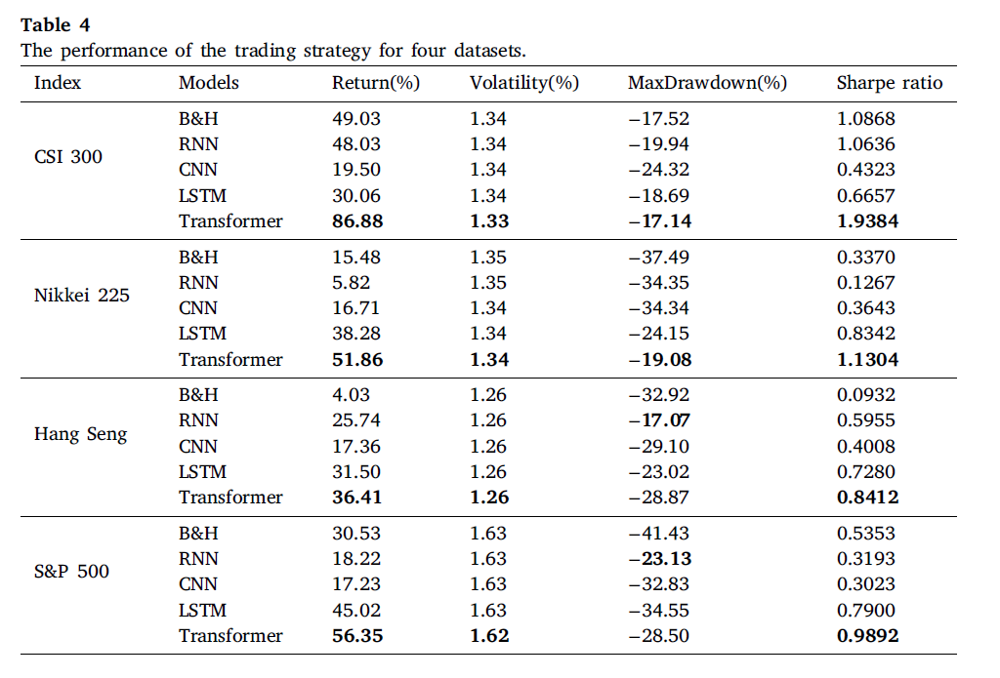 Table 4
The performance of the trading strategy for four datasets.
Index Models Return(%) Volatility(%) MaxDrawdown(%) Sharpe ratio
B&H 49.03 1.34 −17.52 1.0868
RNN 48.03 1.34 −19.94 1.0636
CSI 300
CNN 19.50 1.34 −24.32 0.4323
LSTM 30.06 1.34 −18.69 0.6657
Transformer 86.88 1.33 −17.14 1.9384
B&H 15.48 1.35 −37.49 0.3370
RNN 5.82 1.35 −34.35 0.1267
Nikkei 225
CNN 16.71 1.34 −34.34 0.3643
LSTM 38.28 1.34 −24.15 0.8342
Transformer 51.86 1.34 −19.08 1.1304
B&H 4.03 1.26 −32.92 0.0932
RNN 25.74 1.26 −17.07 0.5955
Hang Seng
CNN 17.36 1.26 −29.10 0.4008
LSTM 31.50 1.26 −23.02 0.7280
Transformer 36.41 1.26 −28.87 0.8412
B&H 30.53 1.63 −41.43 0.5353
RNN 18.22 1.63 −23.13 0.3193
S&P 500
CNN 17.23 1.63 −32.83 0.3023
LSTM 45.02 1.63 −34.55 0.7900
Transformer 56.35 1.62 −28.50 0.9892